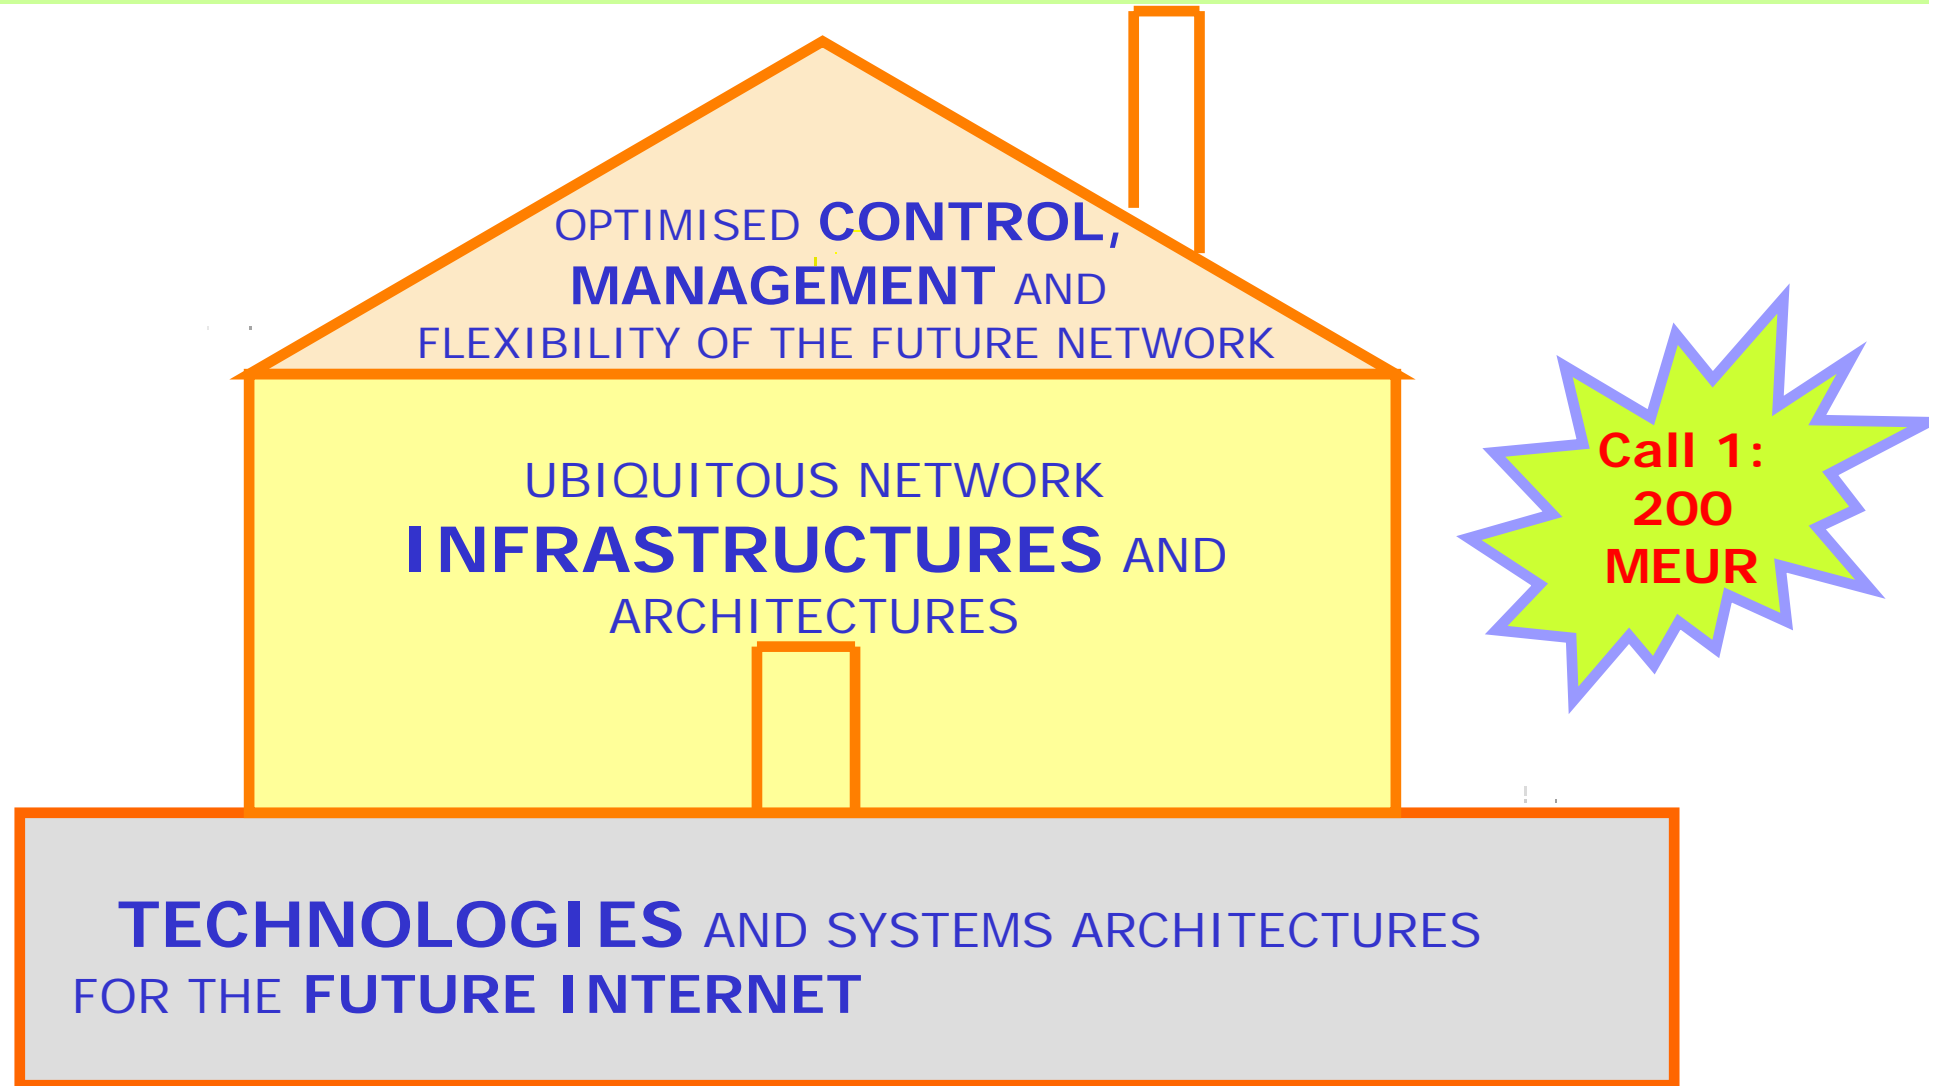 OPTIMISED CONTROL,
MANAGEMENT AND
FLEXIBILITY OF THE FUTURE NETWORK
UBIQUITOUS NETWORK
INFRASTRUCTURES AND
ARCHITECTURES
Call 1:
200
MEUR
TECHNOLOGIES AND SYSTEMS ARCHITECTURES
FOR THE FUTURE INTERNET